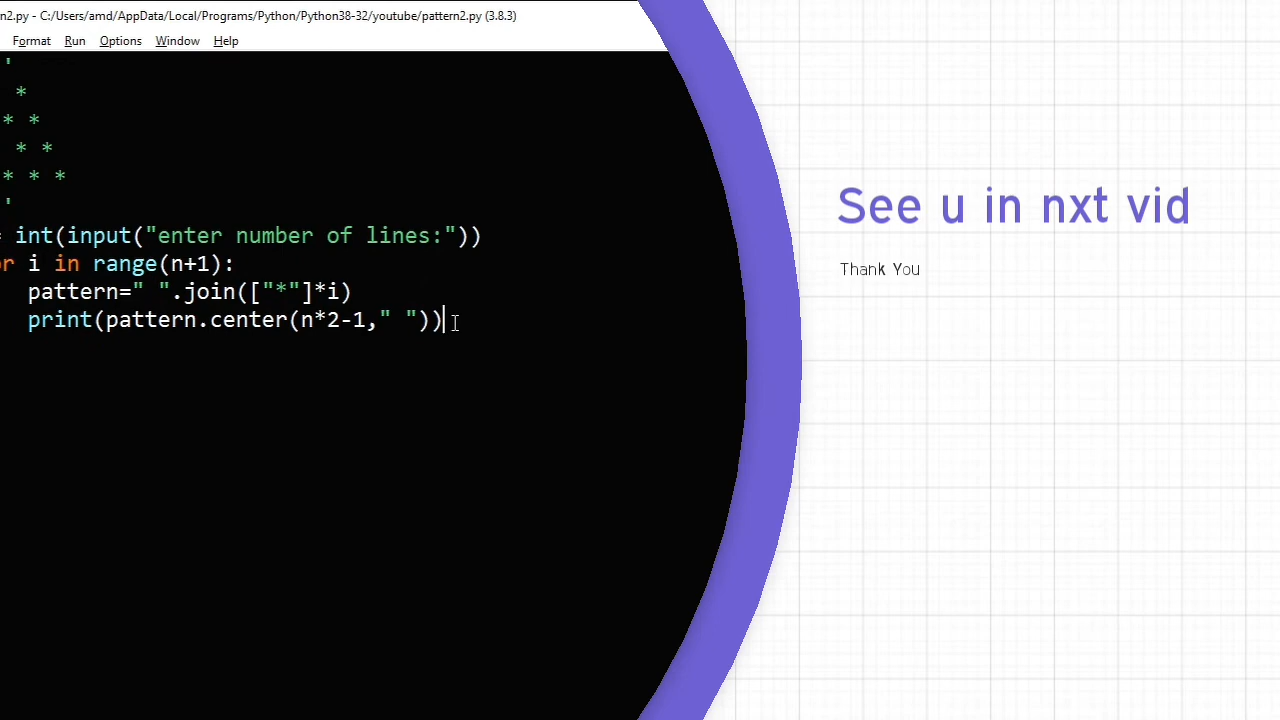 n2.py - C:/Users/amd/AppData/Local/Programs/Python/Python38-32/youtube/pattern2.py (3.8.3)
Format Run Options Window Help
'
*
* *
* *
* * *
'
= int(input("enter number of lines:"))
or i in range(n+1):
pattern=" ".join(["*"]*i)
print(pattern.center(n*2-1," "))
See u in nxt vid
Thank You